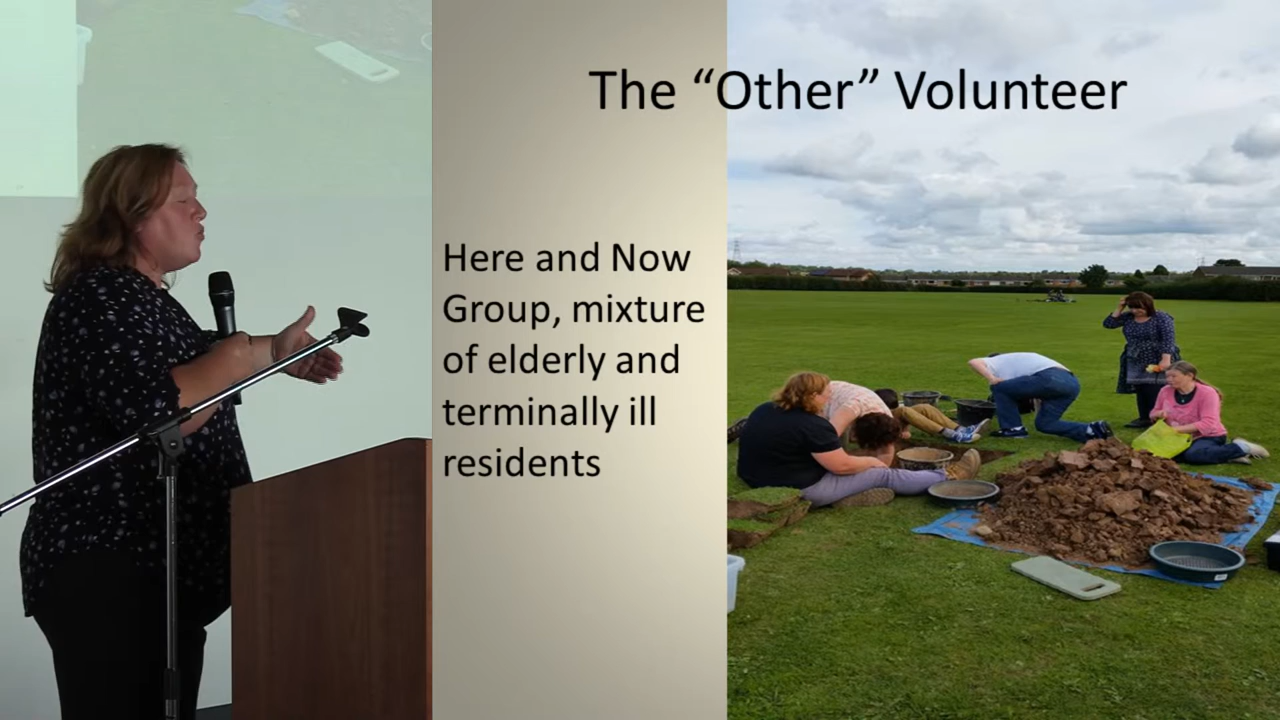 The “Other” Volunteer
Here and Now
Group, mixture
of elderly and
terminally ill
residents